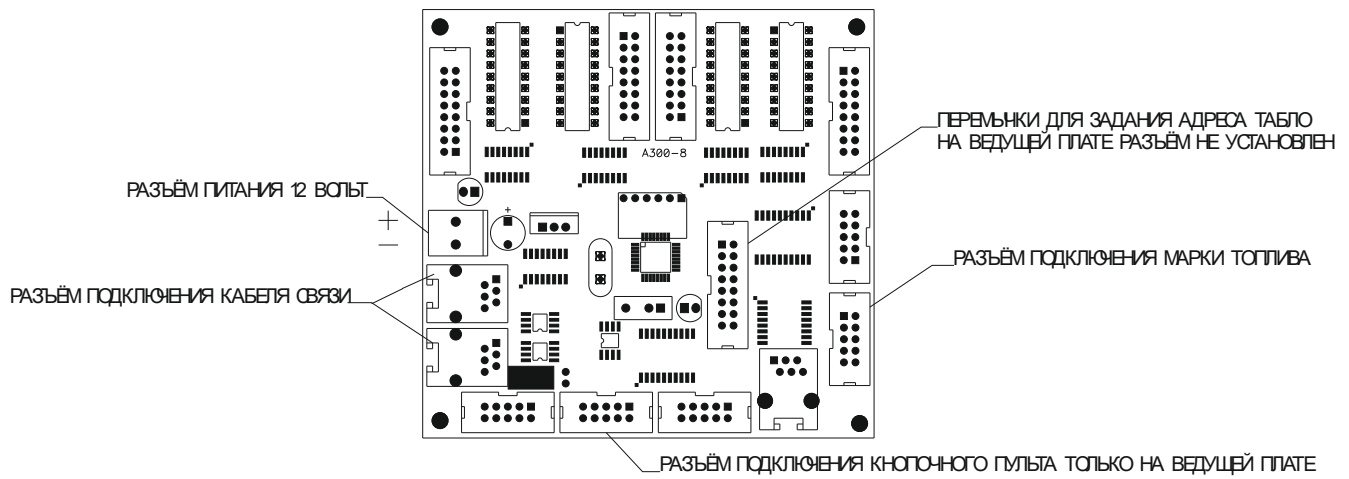 А300-8
ПЕРЕМЫЧКИ ДЛЯ ЗАДАНИЯ АДРЕСА ТАБЛО
НА ВЕДУЩЕЙ ПЛАТЕ РАЗЪЁМ НЕ УСТАНОВЛЕН
РАЗЪЁМ ПИТАНИЯ 12 ВОЛЬТ
+
+
−
РАЗЪЁМ ПОДКЛЮЧЕНИЯ МАРКИ ТОПЛИВА
РАЗЪЁМ ПОДКЛЮЧЕНИЯ КАБЕЛЯ СВЯЗИ
РАЗЪЁМ ПОДКЛЮЧЕНИЯ КНОПОЧНОГО ПУЛЬТА ТОЛЬКО НА ВЕДУЩЕЙ ПЛАТЕ